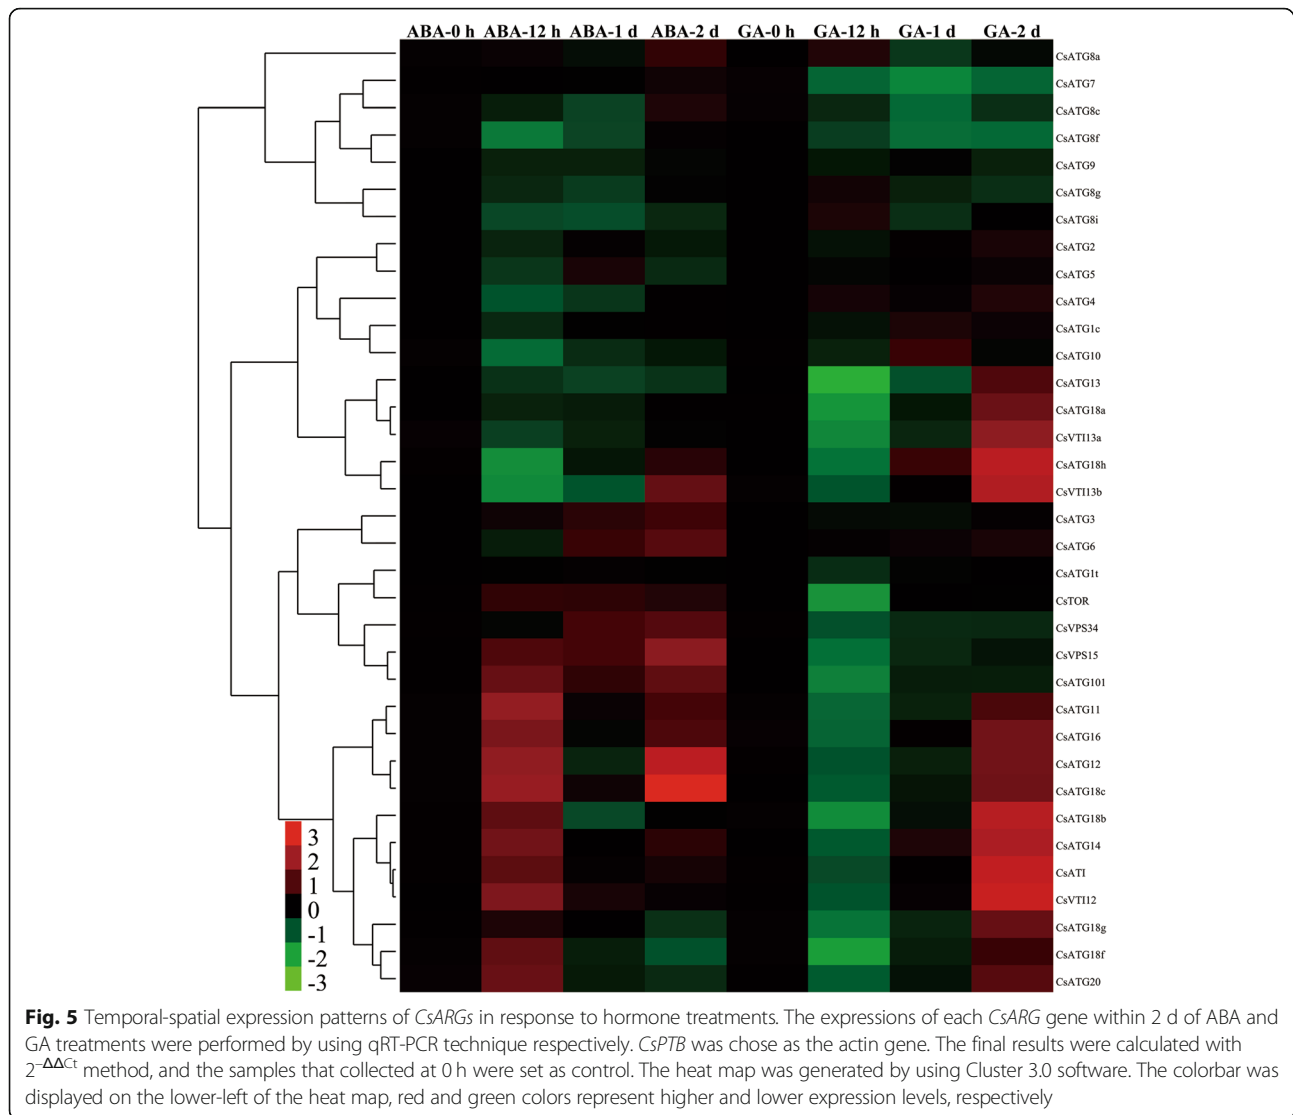 ABA-0 h ABA-12 h ABA-1 d ABA-2 d GA-0 h GA-12 h GA-1 d GA-2 d
CsATG8a
CsATG7
CsATG8c
CsATG8f
CsATG9
CsATG8g
CsATG8i
CsATG2
CsATG5
CsATG4
CsATG1c
CsATG10
CsATG13
CsATG18a
CsVTI13a
CsATG18h
CsVTI13b
CsATG3
CsATG6
CsATG1t
CsTOR
CsVPS34
CsVPS15
CsATG101
CsATG11
CsATG16
CsATG12
CsATG18c
CsATG18b
CsATG14
CsATI
CsVTI12
CsATG18g
CsATG18f
CsATG20
3
2
1
0
-1
-2
-3
Fig. 5 Temporal-spatial expression patterns of CsARGs in response to hormone treatments. The expressions of each CsARG gene within 2 d of ABA and
GA treatments were performed by using qRT-PCR technique respectively. CsPTB was chose as the actin gene. The final results were calculated with
2−ΔΔCt method, and the samples that collected at 0 h were set as control. The heat map was generated by using Cluster 3.0 software. The colorbar was
displayed on the lower-left of the heat map, red and green colors represent higher and lower expression levels, respectively